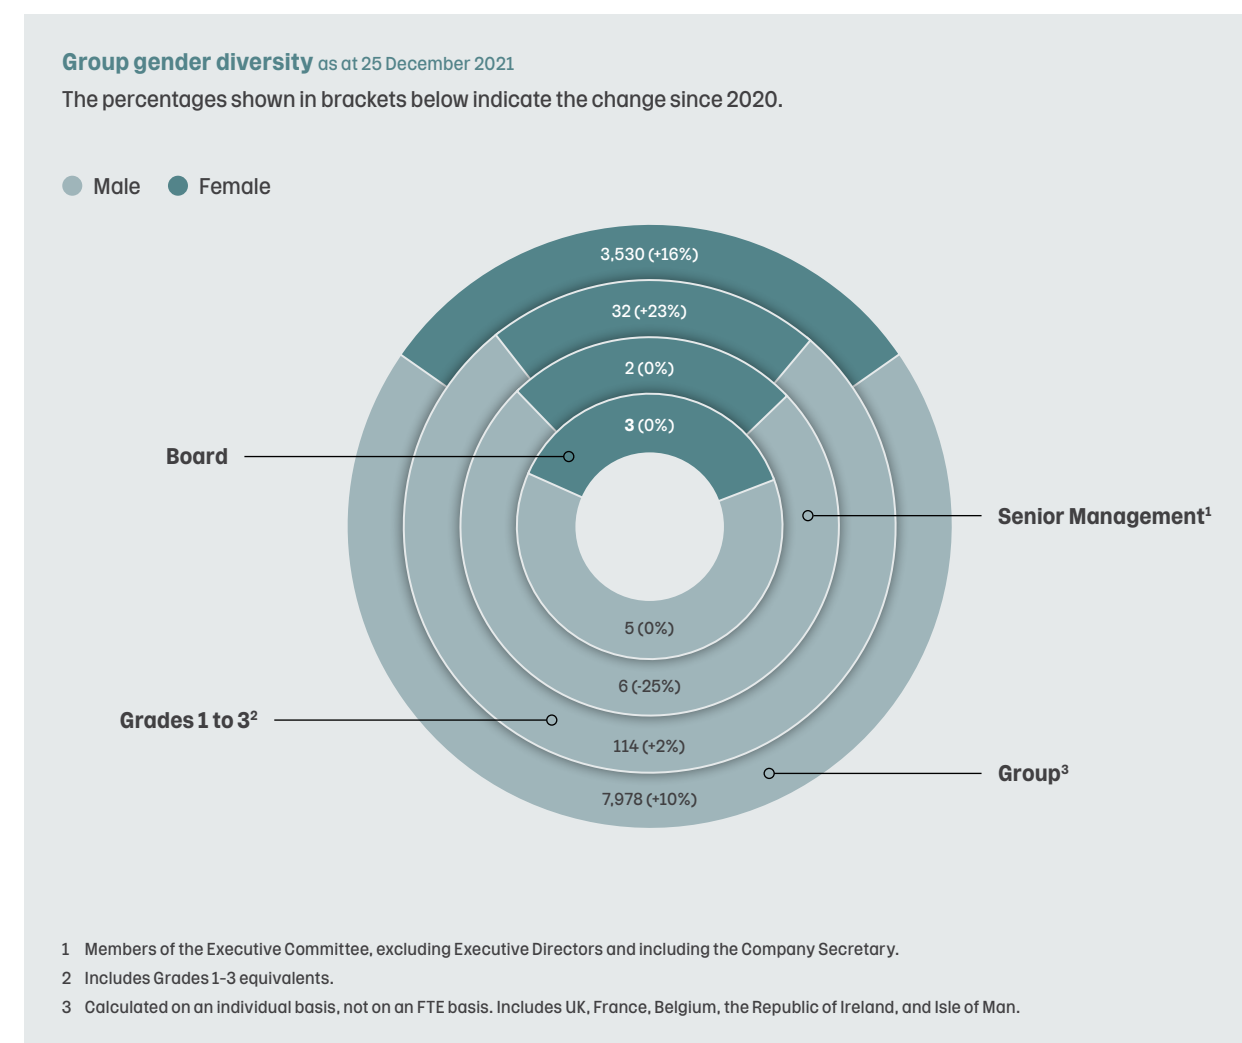 Group gender diversity as at 25 December 2021
The percentages shown in brackets below indicate the change since 2020.
Male
Female
3,530 (+16%)
32 (+23%)
2 (0%)
3 (0%)
Board
Senior Management¹
5 (0%)
6 (-25%)
Grades 1 to 3²
114 (+2%)
Group³
7,978 (+10%)
1 Members of the Executive Committee, excluding Executive Directors and including the Company Secretary.
2 Includes Grades 1-3 equivalents.
3 Calculated on an individual basis, not on an FTE basis. Includes UK, France, Belgium, the Republic of Ireland, and Isle of Man.